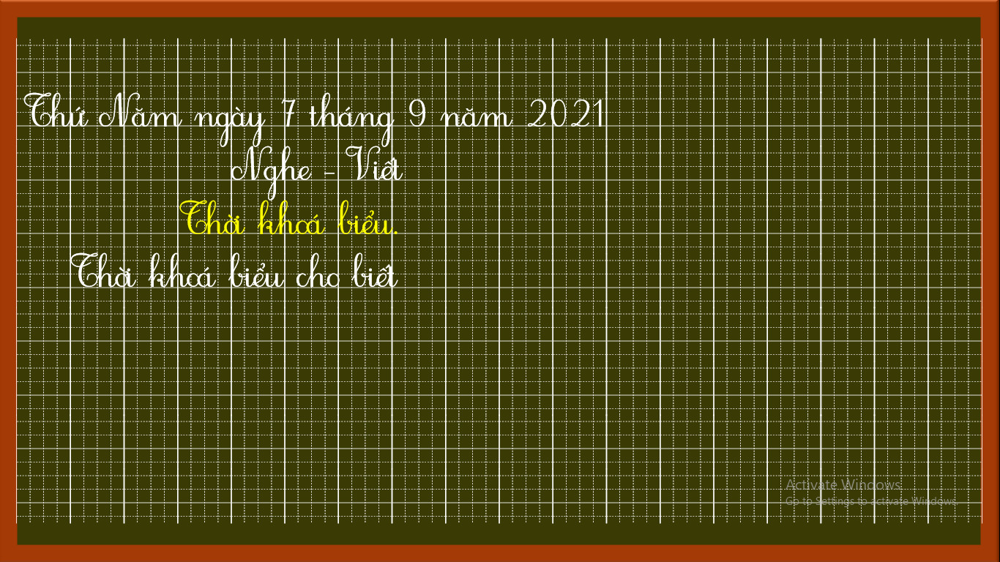 Thứ Năm ngày 7 tháng 9 năm 2021
Nghe - Viết
Thời khoá biểu.
Thời khoá biểu cho biết
Activate Windows
Go to Settings to activate Windows.